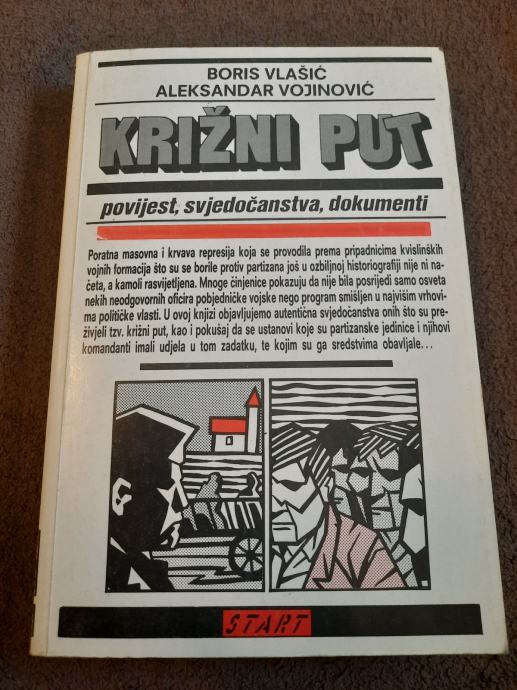 BORIS VLAŠIĆ
ALEKSANDAR VOJINOVIĆ
KRIŽNI PUT
povijest, svjedočanstva, dokumenti
Poratna masovna i krvava represija koja se provodila prema pripadnicima kvislinških
vojnih formacija što su se borile protiv partizana još u ozbiljnoj historiografiji nije ni na-
četa, a kamoli rasvijetljena. Mnoge činjenice pokazuju da nije bila posrijedi samo osveta
nekih neodgovornih oficira pobjedničke vojske nego program smišljen u najvišim vrhovi-
ma političke vlasti. U ovoj knjizi objavljujemo autentična svjedočanstva onih što su pre-
živjeli tzv. križni put, kao i pokušaj da se ustanovi koje su partizanske jedinice i njihovi
komandanti imali udjela u tom zadatku, te kojim su ga sredstvima obavljale...
START